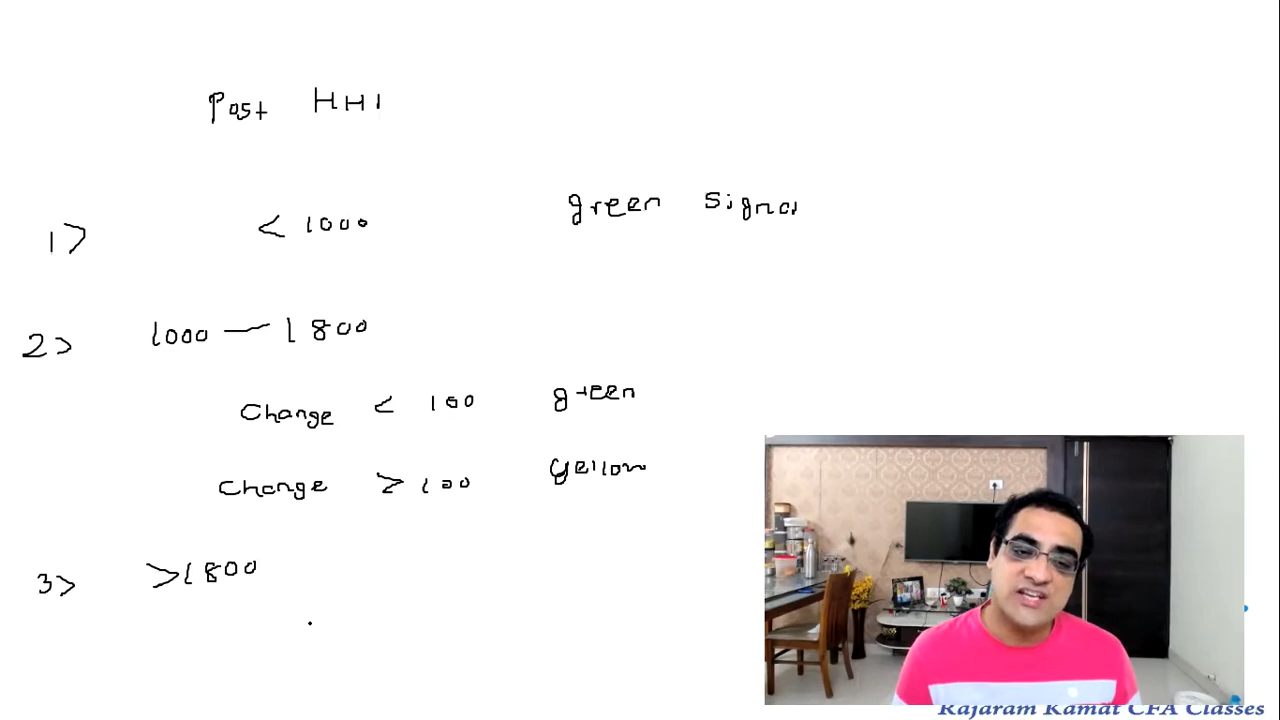 Post HHI
1> < 1000 green Signal
2> 1000 — 1800
Change < 100 green
Change > 100 yellow
3> >1800
Rajaram Kamat CFA Classes